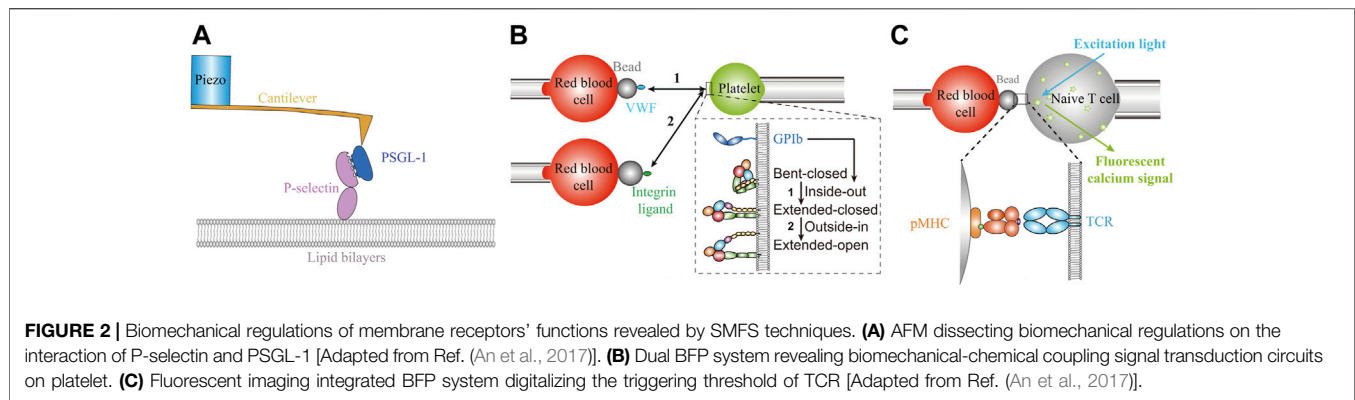 A
Piezo
Cantilever
PSGL-1
P-selectin
Lipid bilayers
B
Red blood
cell
Bead
VWF
1
2
Platelet
Red blood
cell
Integrin
ligand
GPIb
Bent-closed
1 Inside-out
Extended-closed
2 Outside-in
Extended-open
C
Excitation light
Red blood
cell
Bead
Naive T cell
Fluorescent
calcium signal
pMHC
TCR
FIGURE 2 | Biomechanical regulations of membrane receptors' functions revealed by SMFS techniques. (A) AFM dissecting biomechanical regulations on the
interaction of P-selectin and PSGL-1 [Adapted from Ref. (An et al., 2017)]. (B) Dual BFP system revealing biomechanical-chemical coupling signal transduction circuits
on platelet. (C) Fluorescent imaging integrated BFP system digitalizing the triggering threshold of TCR [Adapted from Ref. (An et al., 2017)].